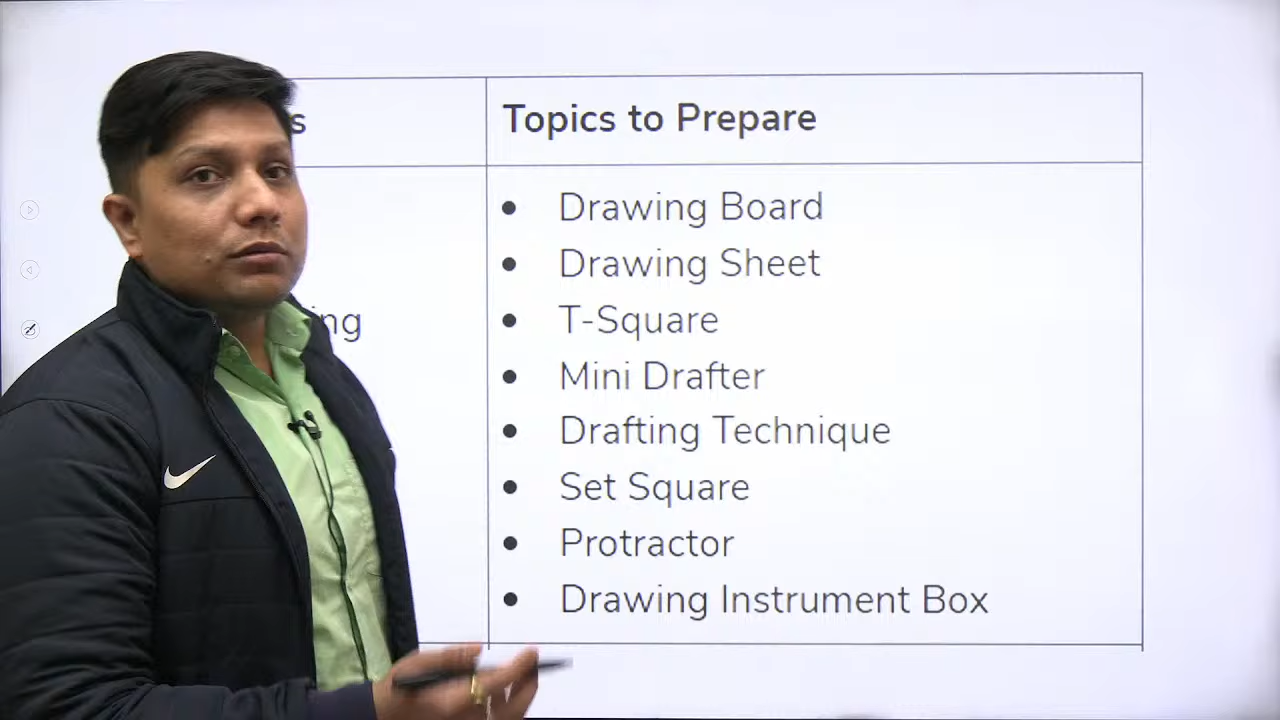 Topics to Prepare
• Drawing Board
• Drawing Sheet
• T-Square
• Mini Drafter
• Drafting Technique
• Set Square
• Protractor
• Drawing Instrument Box